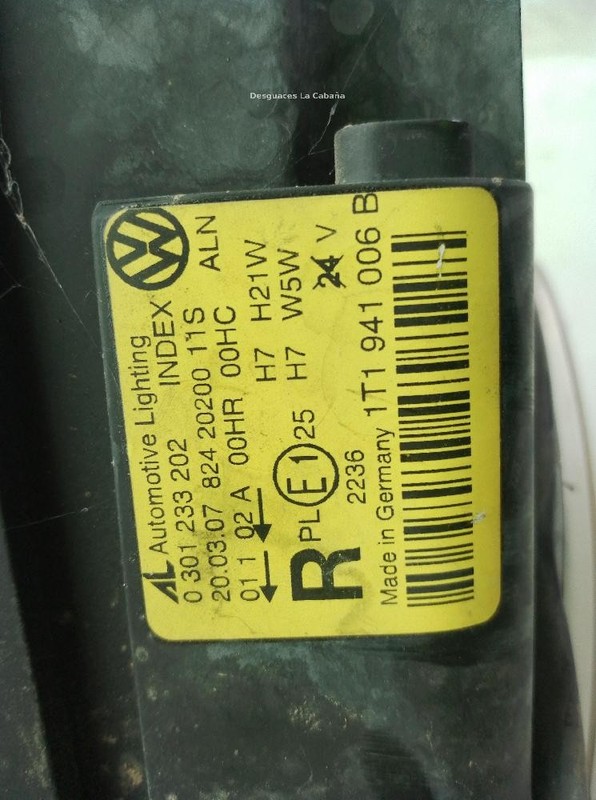 Desguaces La Cabaña
AL Automotive Lighting
0 301 233 202 INDEX ALN
20.03.07 824 20200 11S
01 1 02 A 00HR 00HC
PL E1 25 H7 H21W
H7 W5W
R 2236 24 V
Made in Germany 1T1 941 006 B